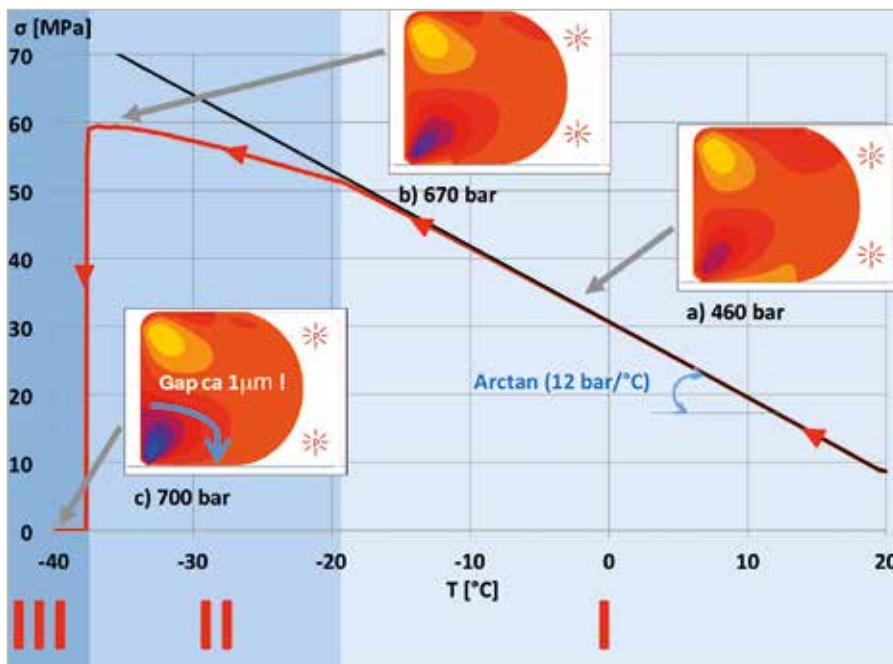 σ [MPa]
70
60
50
40
30
20
10
0
P
P
b) 670 bar
P
P
a) 460 bar
Gap ca 1μm !
P
P
c) 700 bar
Arctan (12 bar/°C)
-40
-30
-20
-10
0
10
20
T [°C]
III
II
I